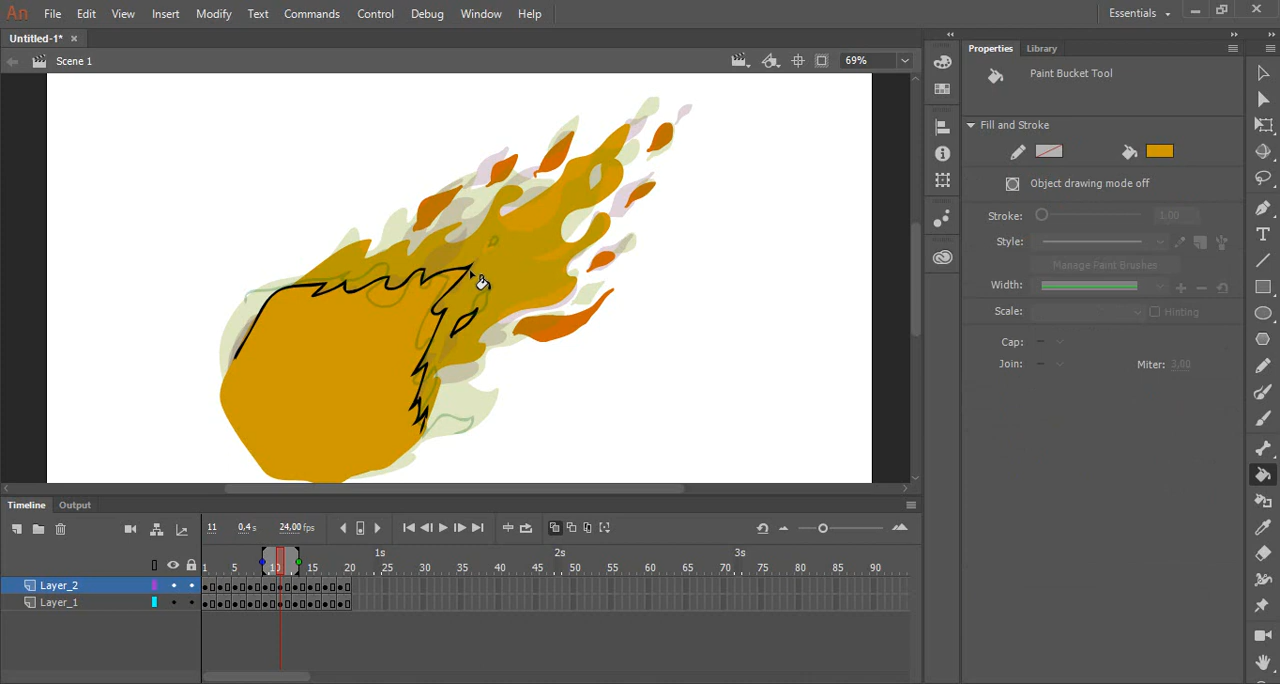 An File Edit View Insert Modify Text Commands Control Debug Window Help Essentials
Untitled-1*
Scene 1
69%
Properties Library
Paint Bucket Tool
Fill and Stroke
Object drawing mode off
Stroke: 1,00
Style:
Manage Paint Brushes
Width:
Scale: Hinting
Cap:
Join: Miter: 3,00
Timeline Output
11 0,4 s 24,00 fps
1s 2s 3s
1 5 10 15 20 25 30 35 40 45 50 55 60 65 70 75 80 85 90
Layer_2
Layer_1